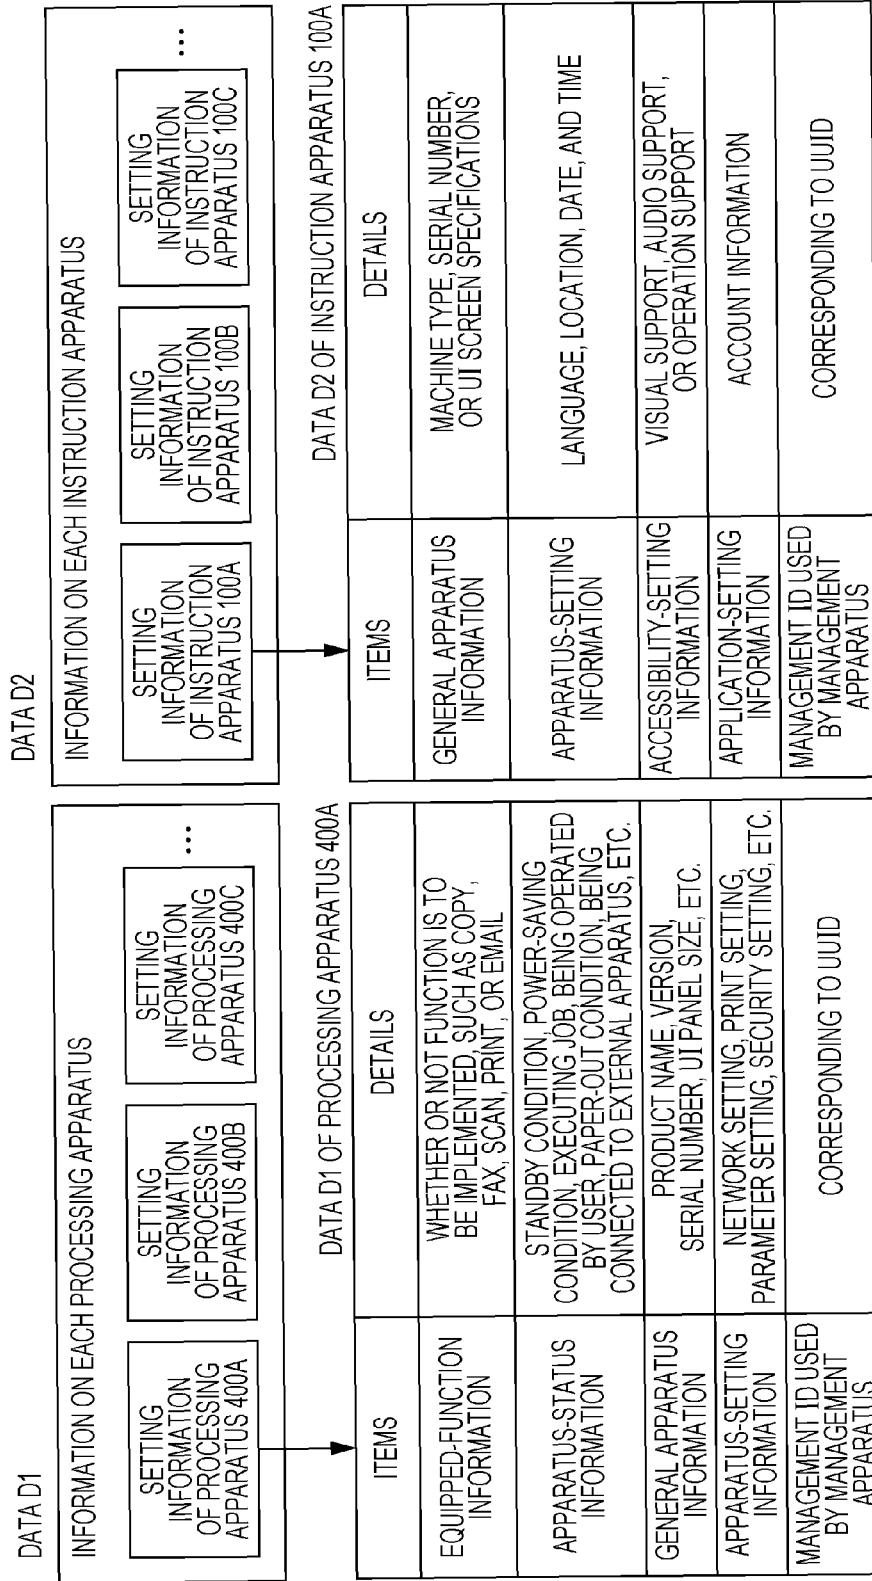 DATA D1
INFORMATION ON EACH PROCESSING APPARATUS
SETTING
INFORMATION
OF PROCESSING
APPARATUS 400A
SETTING
INFORMATION
OF PROCESSING
APPARATUS 400B
SETTING
INFORMATION
OF PROCESSING
APPARATUS 400C
...
DATA D1 OF PROCESSING APPARATUS 400A
ITEMS
DETAILS
EQUIPPED-FUNCTION
INFORMATION
WHETHER OR NOT FUNCTION IS TO
BE IMPLEMENTED, SUCH AS COPY,
FAX, SCAN, PRINT, OR EMAIL
APPARATUS-STATUS
INFORMATION
STANDBY CONDITION, POWER-SAVING
CONDITION, EXECUTING JOB, BEING OPERATED
BY USER, PAPER-OUT CONDITION, BEING
CONNECTED TO EXTERNAL APPARATUS, ETC.
GENERAL APPARATUS
INFORMATION
PRODUCT NAME, VERSION,
SERIAL NUMBER, UI PANEL SIZE, ETC.
APPARATUS-SETTING
INFORMATION
NETWORK SETTING, PRINT SETTING,
PARAMETER SETTING, SECURITY SETTING, ETC.
MANAGEMENT ID USED
BY MANAGEMENT
APPARATUS
CORRESPONDING TO UUID
DATA D2
INFORMATION ON EACH INSTRUCTION APPARATUS
SETTING
INFORMATION
OF INSTRUCTION
APPARATUS 100A
SETTING
INFORMATION
OF INSTRUCTION
APPARATUS 100B
SETTING
INFORMATION
OF INSTRUCTION
APPARATUS 100C
...
DATA D2 OF INSTRUCTION APPARATUS 100A
ITEMS
DETAILS
GENERAL APPARATUS
INFORMATION
MACHINE TYPE, SERIAL NUMBER,
OR UI SCREEN SPECIFICATIONS
APPARATUS-SETTING
INFORMATION
LANGUAGE, LOCATION, DATE, AND TIME
ACCESSIBILITY-SETTING
INFORMATION
VISUAL SUPPORT, AUDIO SUPPORT,
OR OPERATION SUPPORT
APPLICATION-SETTING
INFORMATION
ACCOUNT INFORMATION
MANAGEMENT ID USED
BY MANAGEMENT
APPARATUS
CORRESPONDING TO UUID